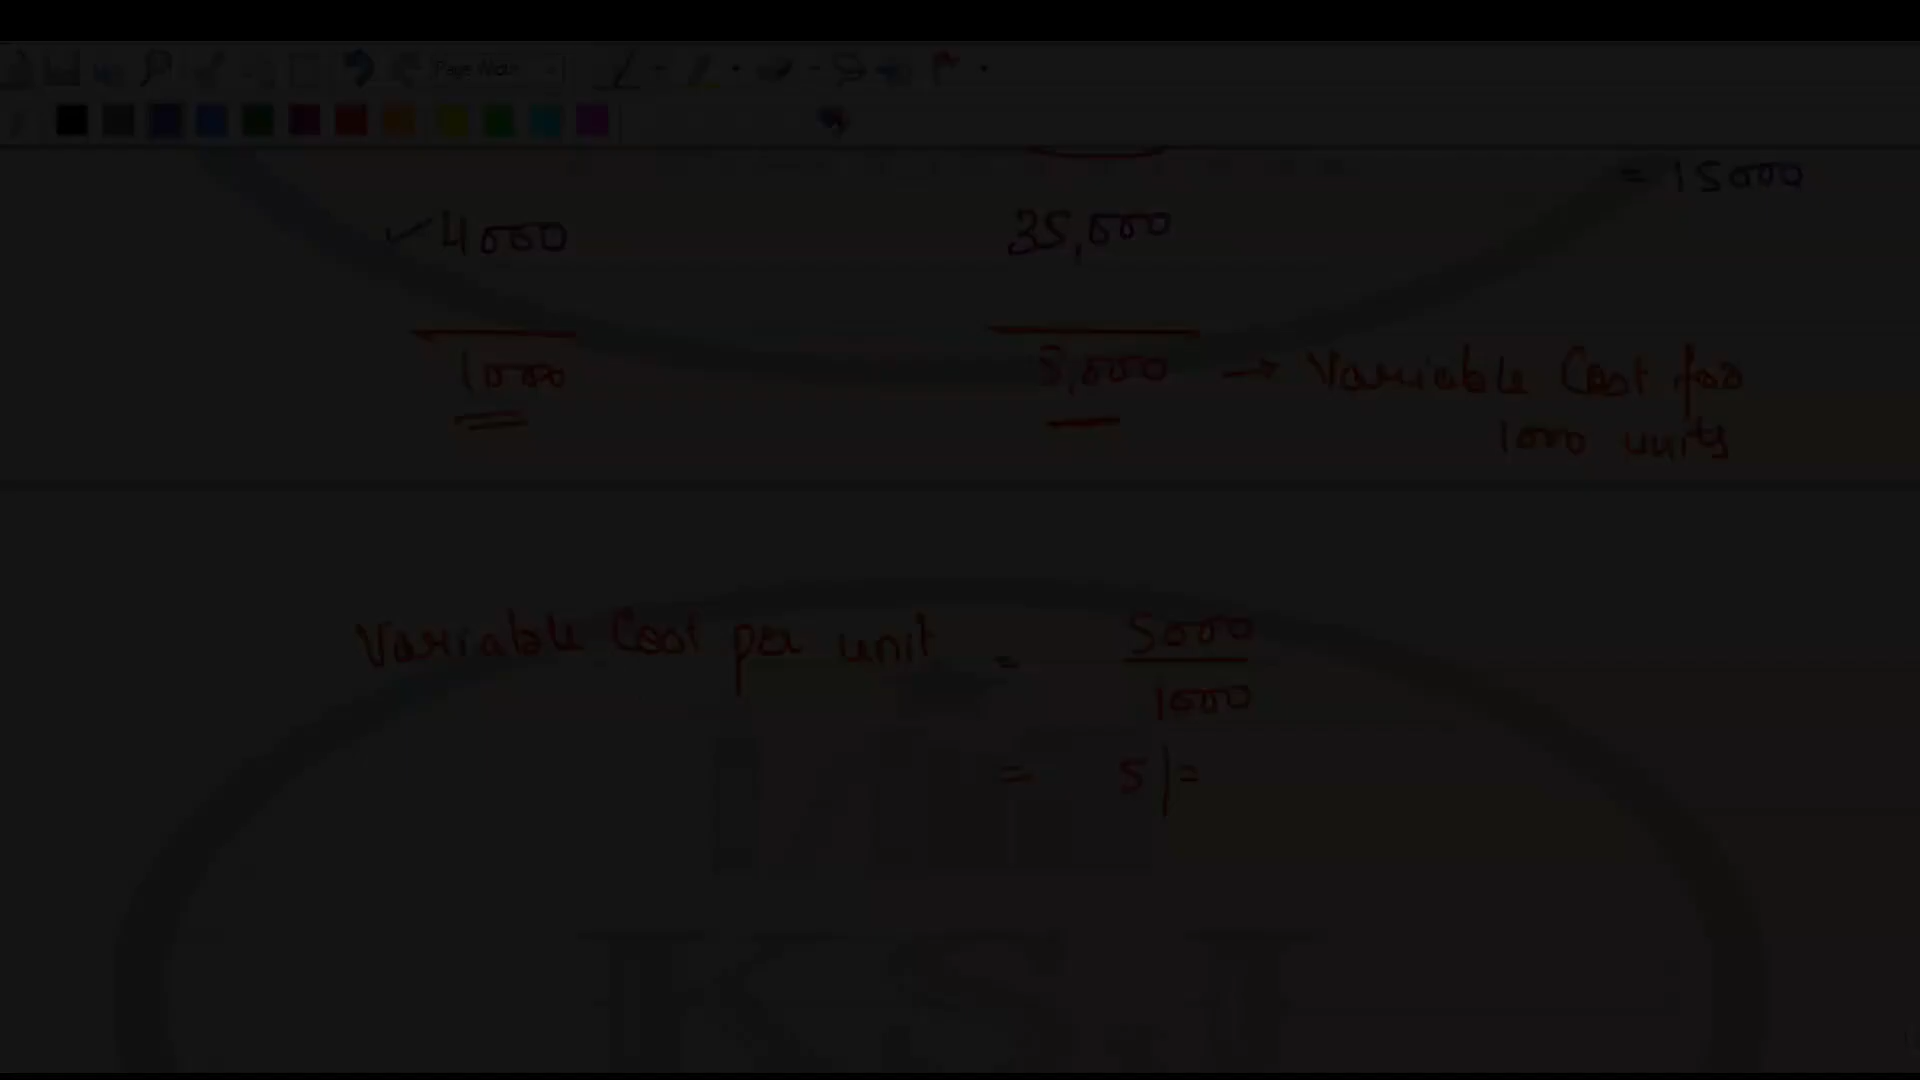 = 15000
✓4000 35,000
1000 5,000 → Variable Cost for
1000 units
Variable Cost per unit = 5000
1000
= 5/=